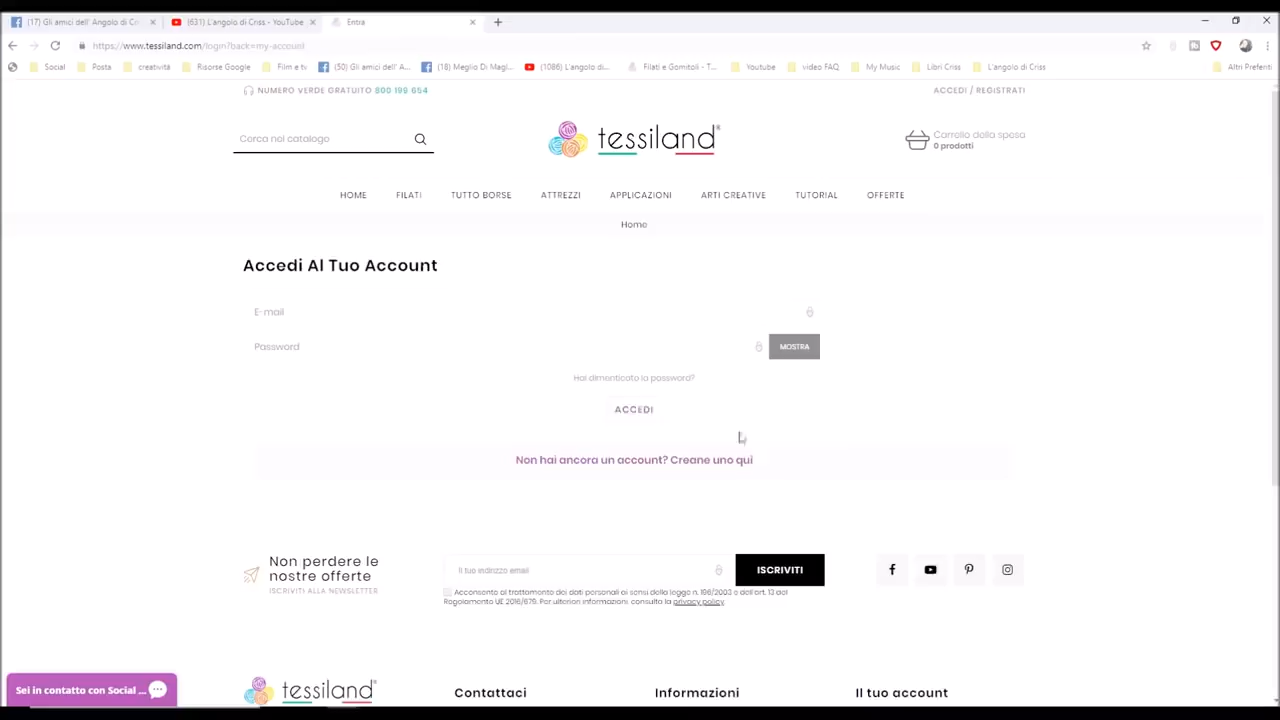 (17) Gli amici dell' Angolo di Cri
(631) L'angolo di Criss - YouTube
Entra
https://www.tessiland.com/login?back=my-account
Social
Posta
creatività
Risorse Google
Film e t
(50) Gli amici dell' A...
(18) Meglio Di Magi...
(1086) L'angolo di...
Filati e Gomitoli - T...
Youtube
video FAQ
My Music
Libri Criss
L'angolo di Criss
Altri Preferiti
NUMERO VERDE GRATUITO 800 199 654
ACCEDI / REGISTRATI
Cerca nel catalogo
tessiland®
Carrello della spesa
0 prodotti
HOME
FILATI
TUTTO BORSE
ATTREZZI
APPLICAZIONI
ARTI CREATIVE
TUTORIAL
OFFERTE
Home
Accedi Al Tuo Account
E-mail
Password
MOSTRA
Hai dimenticato la password?
ACCEDI
Non hai ancora un account? Creane uno qui
Non perdere le
nostre offerte
ISCRIVITI ALLA NEWSLETTER
Il tuo indirizzo email
ISCRIVITI
Acconsento al trattamento dei dati personali ai sensi della legge n. 196/2003 e dell'art. 13 del
Regolamento UE 2016/679. Per ulteriori informazioni, consulta la privacy policy.
Sei in contatto con Social ...
tessiland®
Contattaci
Informazioni
Il tuo account